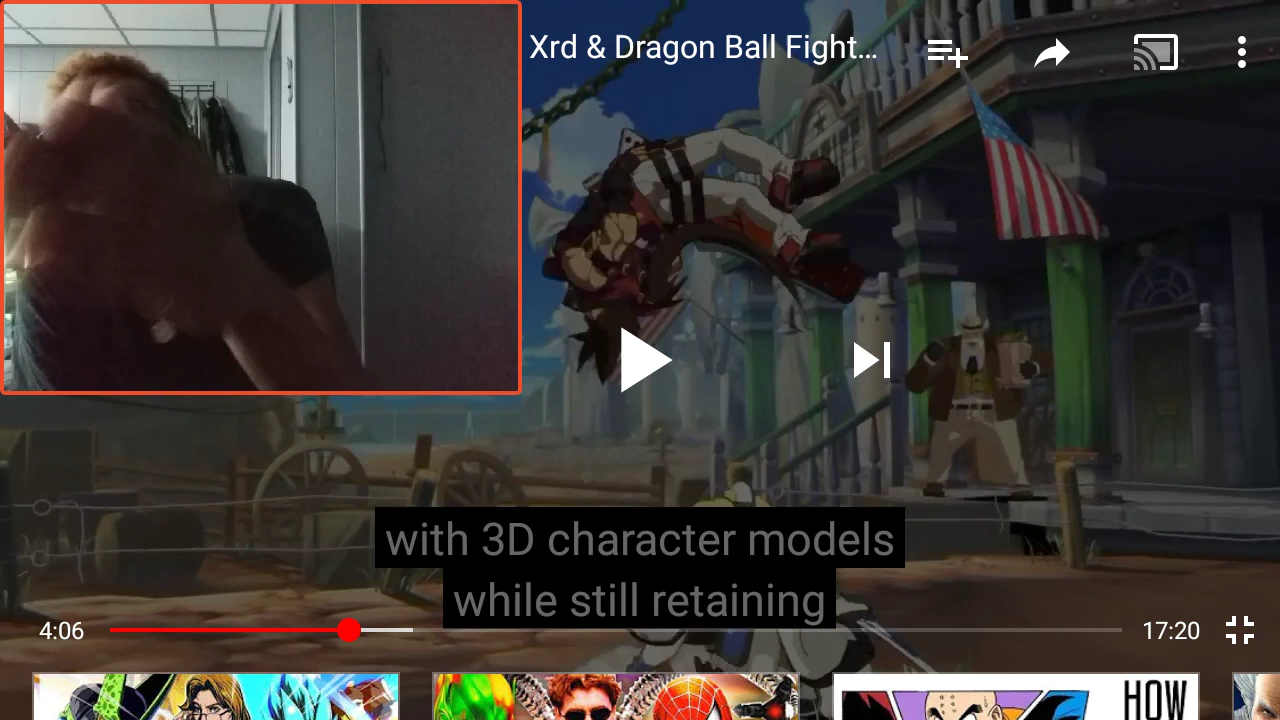 Xrd & Dragon Ball Fight...
with 3D character models
while still retaining
4:06
17:20
HOW